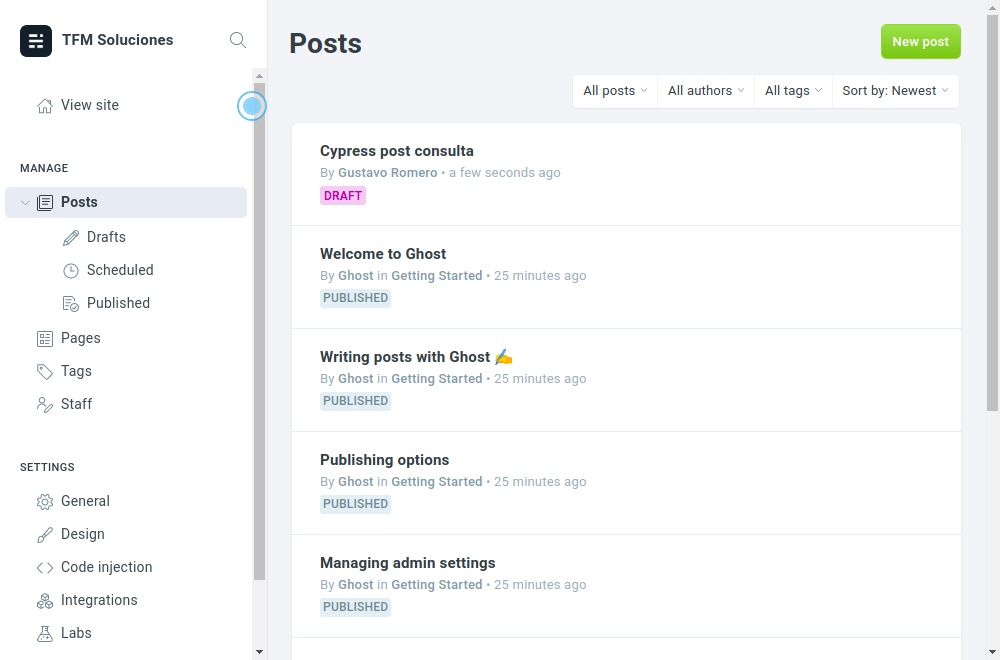 TFM Soluciones
View site
MANAGE
Posts
Drafts
Scheduled
Published
Pages
Tags
Staff
SETTINGS
General
Design
Code injection
Integrations
Labs
Posts
New post
All posts All authors All tags Sort by: Newest
Cypress post consulta
By Gustavo Romero • a few seconds ago
DRAFT
Welcome to Ghost
By Ghost in Getting Started • 25 minutes ago
PUBLISHED
Writing posts with Ghost ✍️
By Ghost in Getting Started • 25 minutes ago
PUBLISHED
Publishing options
By Ghost in Getting Started • 25 minutes ago
PUBLISHED
Managing admin settings
By Ghost in Getting Started • 25 minutes ago
PUBLISHED